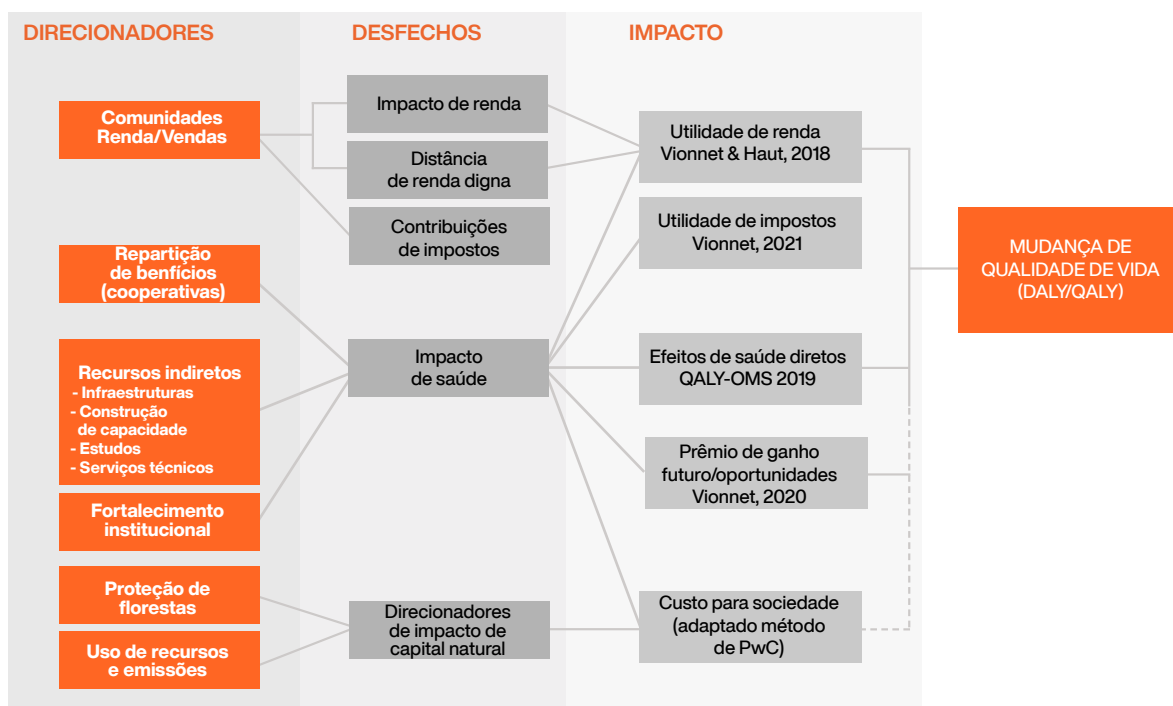 DIRECIONADORES
DESFECHOS
IMPACTO
Comunidades
Renda/Vendas
Repartição
de benfícios
(cooperativas)
Recursos indiretos
- Infraestruturas
- Construção
de capacidade
- Estudos
- Serviços técnicos
Fortalecimento
institucional
Proteção de
florestas
Uso de recursos
e emissões
Impacto de renda
Distância
de renda digna
Contribuições
de impostos
Impacto
de saúde
Direcionadores
de impacto de
capital natural
Utilidade de renda
Vionnet & Haut, 2018
Utilidade de impostos
Vionnet, 2021
Efeitos de saúde diretos
QALY-OMS 2019
Prêmio de ganho
futuro/oportunidades
Vionnet, 2020
Custo para sociedade
(adaptado método
de PwC)
MUDANÇA DE
QUALIDADE DE VIDA
(DALY/QALY)